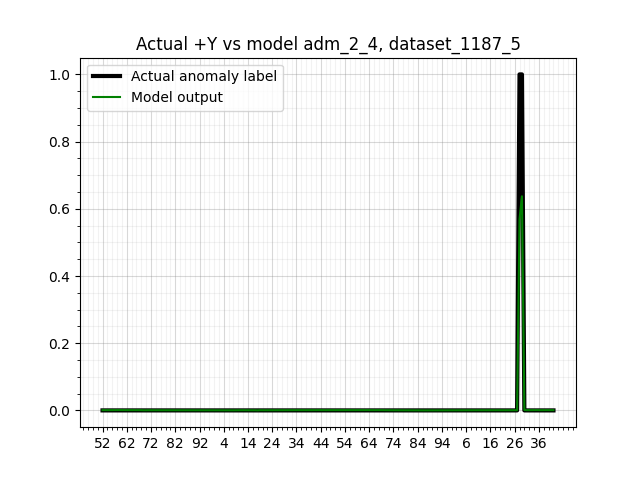 Actual +Y vs model adm_2_4, dataset_1187_5
Actual anomaly label
Model output
1.0
0.8
0.6
0.4
0.2
0.0
52 62 72 82 92 4 14 24 34 44 54 64 74 84 94 6 16 26 36